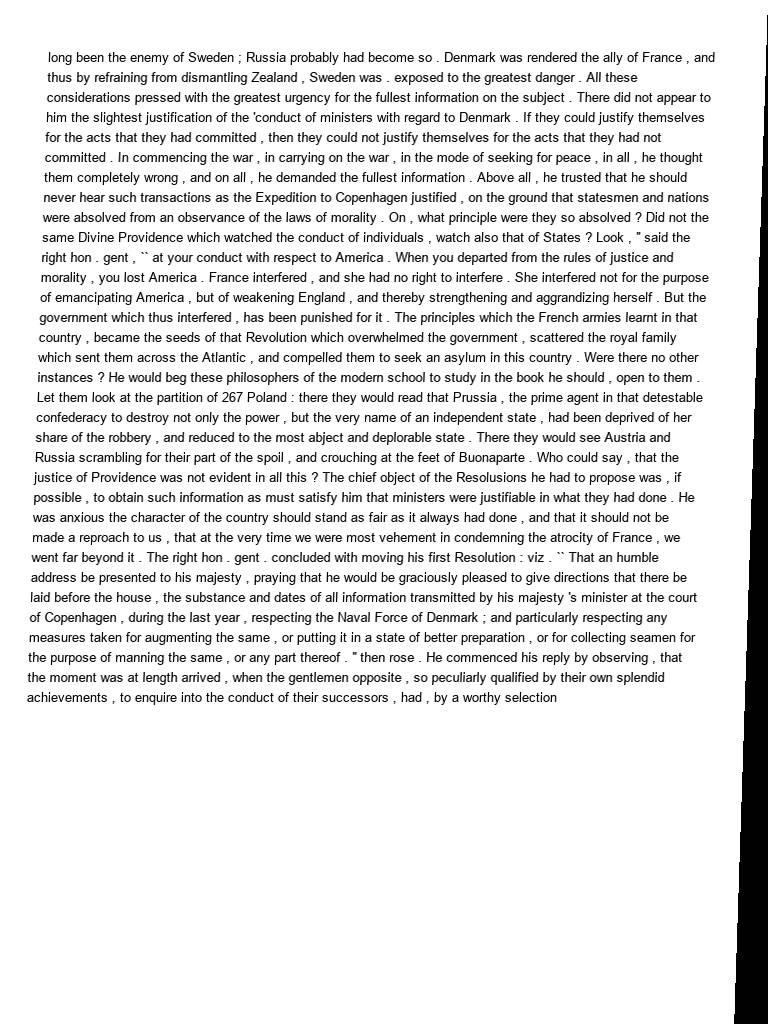 long been the enemy of Sweden ; Russia probably had become so . Denmark was rendered the ally of France , and
thus by refraining from dismantling Zealand , Sweden was . exposed to the greatest danger . All these
considerations pressed with the greatest urgency for the fullest information on the subject . There did not appear to
him the slightest justification of the 'conduct of ministers with regard to Denmark . If they could justify themselves
for the acts that they had committed , then they could not justify themselves for the acts that they had not
committed . In commencing the war , in carrying on the war , in the mode of seeking for peace , in all , he thought
them completely wrong , and on all , he demanded the fullest information . Above all , he trusted that he should
never hear such transactions as the Expedition to Copenhagen justified , on the ground that statesmen and nations
were absolved from an observance of the laws of morality . On , what principle were they so absolved ? Did not the
same Divine Providence which watched the conduct of individuals , watch also that of States ? Look , '' said the
right hon . gent , `` at your conduct with respect to America . When you departed from the rules of justice and
morality , you lost America . France interfered , and she had no right to interfere . She interfered not for the purpose
of emancipating America , but of weakening England , and thereby strengthening and aggrandizing herself . But the
government which thus interfered , has been punished for it . The principles which the French armies learnt in that
country , became the seeds of that Revolution which overwhelmed the government , scattered the royal family
which sent them across the Atlantic , and compelled them to seek an asylum in this country . Were there no other
instances ? He would beg these philosophers of the modern school to study in the book he should , open to them .
Let them look at the partition of 267 Poland : there they would read that Prussia , the prime agent in that detestable
confederacy to destroy not only the power , but the very name of an independent state , had been deprived of her
share of the robbery , and reduced to the most abject and deplorable state . There they would see Austria and
Russia scrambling for their part of the spoil , and crouching at the feet of Buonaparte . Who could say , that the
justice of Providence was not evident in all this ? The chief object of the Resolusions he had to propose was , if
possible , to obtain such information as must satisfy him that ministers were justifiable in what they had done . He
was anxious the character of the country should stand as fair as it always had done , and that it should not be
made a reproach to us , that at the very time we were most vehement in condemning the atrocity of France , we
went far beyond it . The right hon . gent . concluded with moving his first Resolution : viz . `` That an humble
address be presented to his majesty , praying that he would be graciously pleased to give directions that there be
laid before the house , the substance and dates of all information transmitted by his majesty 's minister at the court
of Copenhagen , during the last year , respecting the Naval Force of Denmark ; and particularly respecting any
measures taken for augmenting the same , or putting it in a state of better preparation , or for collecting seamen for
the purpose of manning the same , or any part thereof . '' then rose . He commenced his reply by observing , that
the moment was at length arrived , when the gentlemen opposite , so peculiarly qualified by their own splendid
achievements , to enquire into the conduct of their successors , had , by a worthy selection